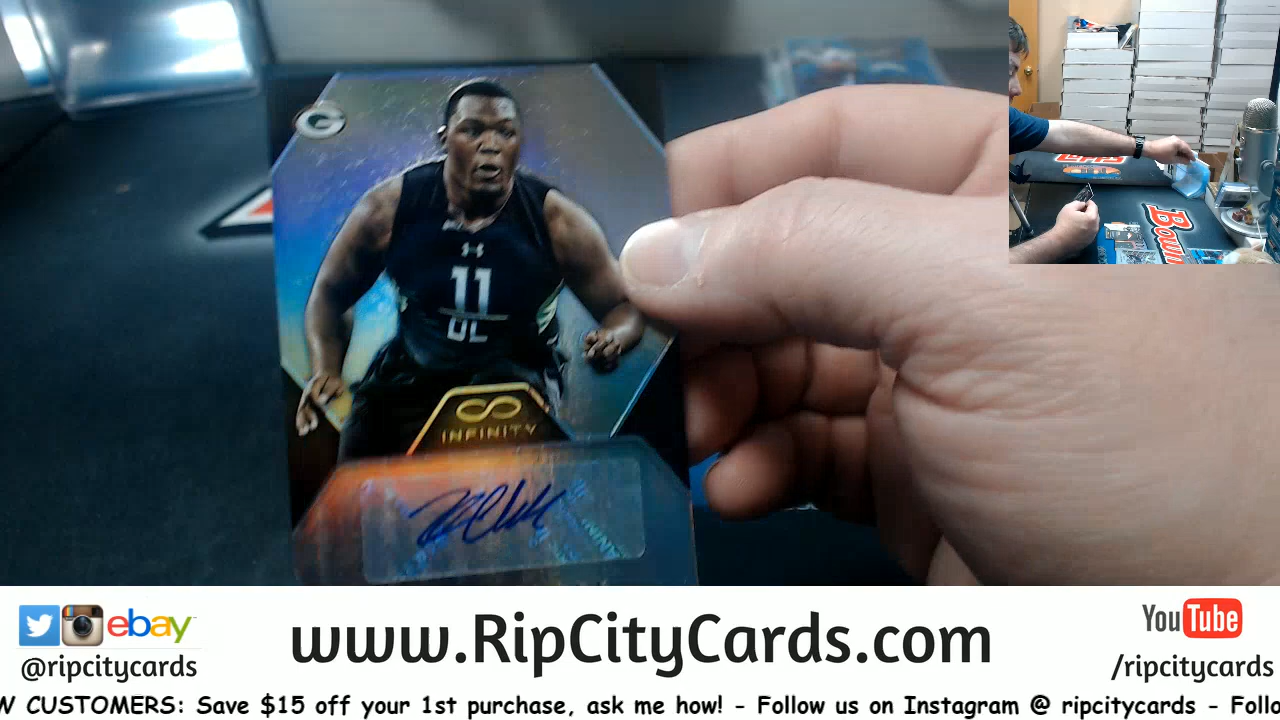 G
11
DL
INFINITY
Bowm
ebay
@ripcitycards
www.RipCityCards.com
YouTube
/ripcitycards
W CUSTOMERS: Save $15 off your 1st purchase, ask me how! - Follow us on Instagram @ ripcitycards - Follo